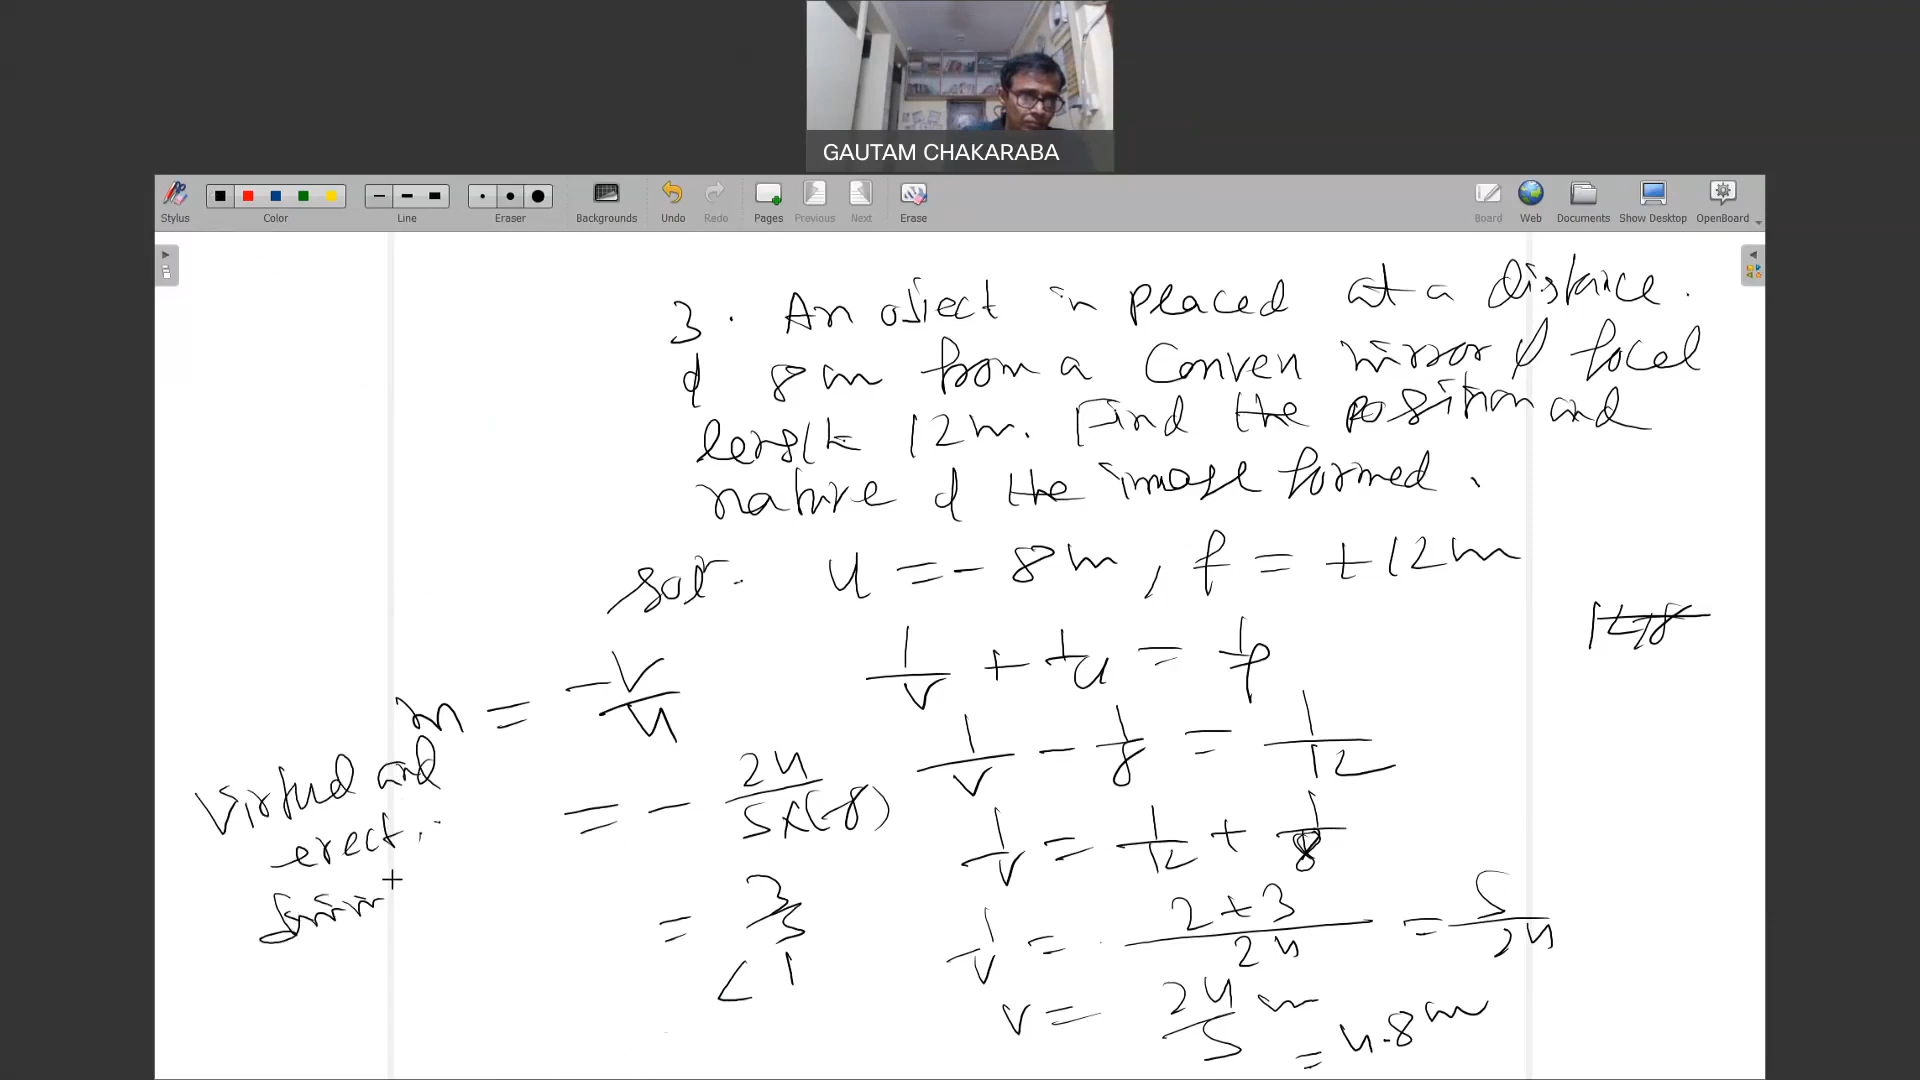 GAUTAM CHAKARABA
Stylus Color Line Eraser Backgrounds Undo Redo Pages Previous Next Erase Board Web Documents Show Desktop OpenBoard
3. An object in placed at a distance.
of 8m from a Conven mirror of focal
length 12m. Find the position and
nature of the image formed.
sol. u = - 8m, f = +12m
1/v + 1/u = 1/f
1/v - 1/8 = 1/12
1/v = 1/12 + 1/8
1/v = 2+3/24 = 5/24
v = 24/5 m = 4.8m
m = -v/u
= - 24/5x(-8)
= 3/5
< 1
Virtual and
erect.